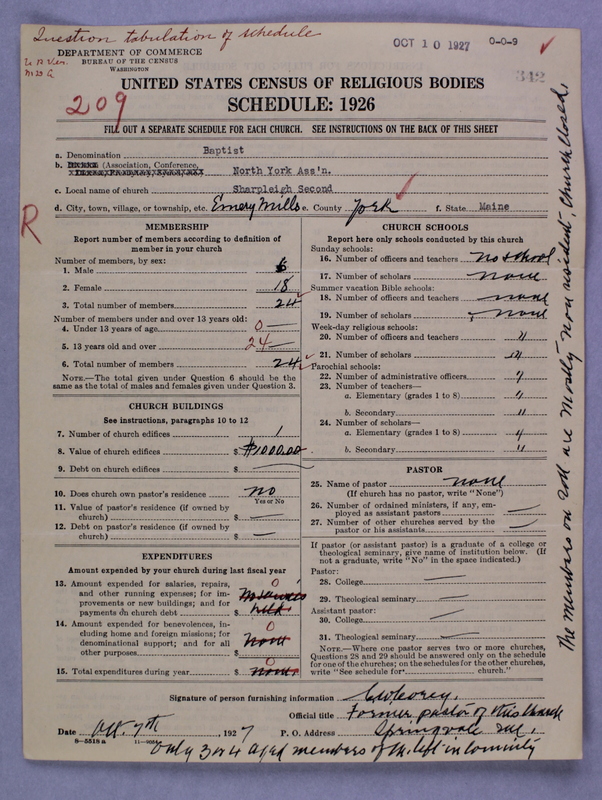 Question tabulation of schedule
OCT 10 1927
0-0-9
DEPARTMENT OF COMMERCE
BUREAU OF THE CENSUS
WASHINGTON
342
UNITED STATES CENSUS OF RELIGIOUS BODIES
209
SCHEDULE: 1926
FILL OUT A SEPARATE SCHEDULE FOR EACH CHURCH. SEE INSTRUCTIONS ON THE BACK OF THIS SHEET
a. Denomination Baptist
b. (Association, Conference, North York Ass'n.
c. Local name of church Sharpleigh Second
d. City, town, village, or township, etc. Emery Mills e. County York f. State Maine
R
MEMBERSHIP
Report number of members according to definition of member in your church
Number of members, by sex:
1. Male 6
2. Female 18
3. Total number of members 24
Number of members under and over 13 years old:
4. Under 13 years of age 0
5. 13 years old and over 24
6. Total number of members 24
NOTE.—The total given under Question 6 should be the
same as the total of males and females given under Question 3.
CHURCH BUILDINGS
See instructions, paragraphs 10 to 12
7. Number of church edifices 1
8. Value of church edifices $ $1000.00
9. Debt on church edifices $
10. Does church own pastor's residence no
Yes or No
11. Value of pastor's residence (if owned by
church) $ —
12. Debt on pastor's residence (if owned by
church) $ —
EXPENDITURES
Amount expended by your church during last fiscal year
13. Amount expended for salaries, repairs, 0
and other running expenses; for im- No services
provements or new buildings; and for held
payments on church debt $
14. Amount expended for benevolences, in- 0
cluding home and foreign missions; for
denominational support; and for all none
other purposes $
0
15. Total expenditures during year $ none
CHURCH SCHOOLS
Report here only schools conducted by this church
Sunday schools:
16. Number of officers and teachers no school
17. Number of scholars none
Summer vacation Bible schools:
18. Number of officers and teachers none
19. Number of scholars none
Week-day religious schools:
20. Number of officers and teachers "
21. Number of scholars "
Parochial schools:
22. Number of administrative officers "
23. Number of teachers—
a. Elementary (grades 1 to 8) "
b. Secondary "
24. Number of scholars—
a. Elementary (grades 1 to 8) "
b. Secondary "
PASTOR
25. Name of pastor none
(If church has no pastor, write "None")
26. Number of ordained ministers, if any, em-
ployed as assistant pastors —
27. Number of other churches served by the
pastor or his assistants —
If pastor (or assistant pastor) is a graduate of a college or
theological seminary, give name of institution below. (If
not a graduate, write "No" in the space indicated.)
Pastor:
28. College —
29. Theological seminary —
Assistant pastor:
30. College —
31. Theological seminary —
NOTE.—Where one pastor serves two or more churches,
Questions 28 and 29 should be answered only on the schedule
for one of the churches; on the schedules for the other churches,
write "See schedule for church."
The members on roll are mostly non resident, Church closed,
Signature of person furnishing information
Official title Former pastor of this church
Date Oct. 7th, 1927 P. O. Address Springvale Me.
8-5518 a
only 3 or 4 aged members of ch. left in